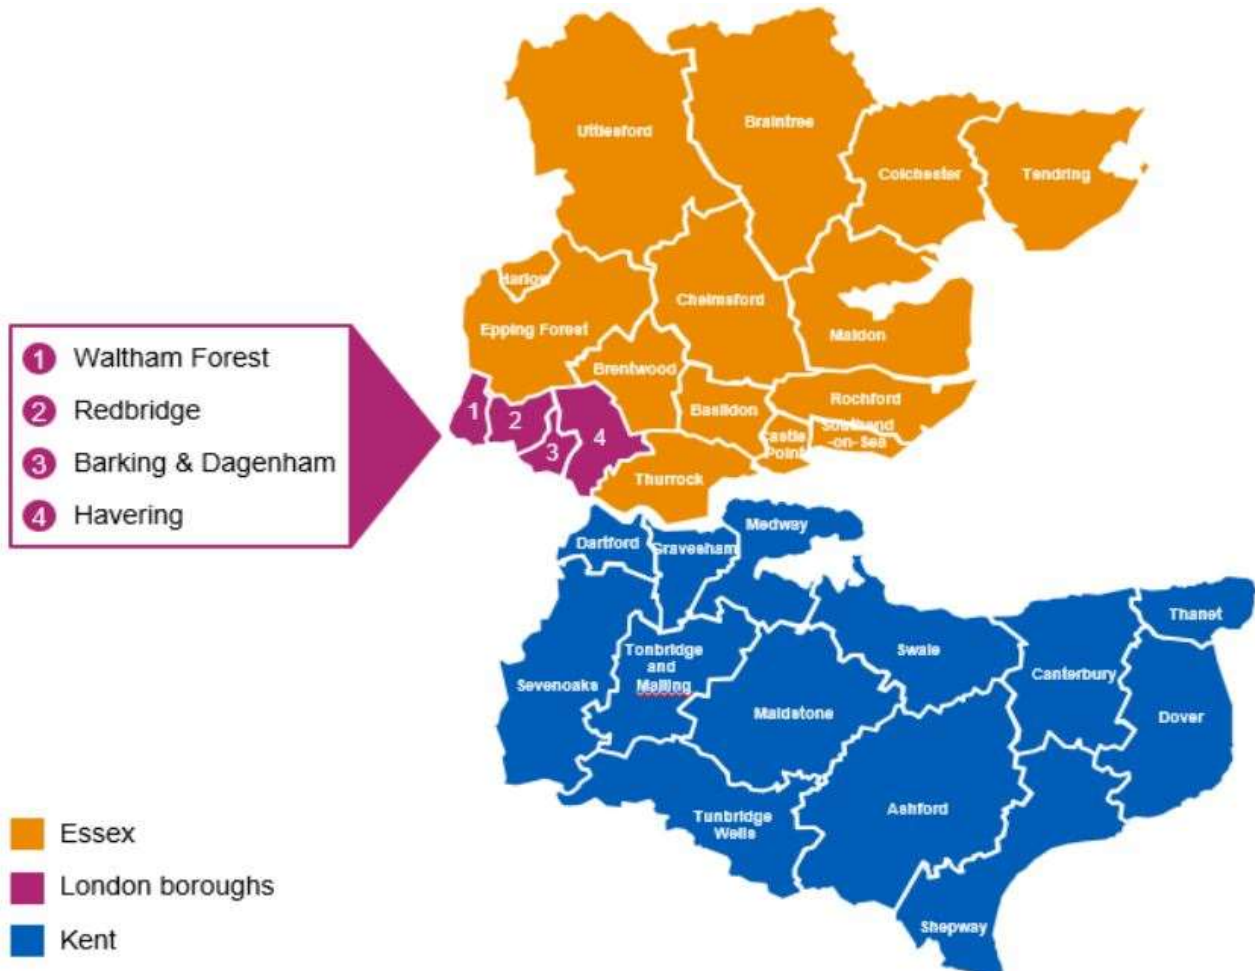 Uttlesford
Braintree
Colchester
Tendring
Harlow
Chelmsford
Epping Forest
Maldon
Brentwood
Basildon
Rochford
Southend
-on-Sea
Castle
Point
Thurrock
1
2
3
4
1 Waltham Forest
2 Redbridge
3 Barking & Dagenham
4 Havering
Medway
Dartford
Gravesham
Thanet
Swale
Tonbridge
and
Malling
Canterbury
Sevenoaks
Maidstone
Dover
Ashford
Tunbridge
Wells
Shepway
Essex
London boroughs
Kent